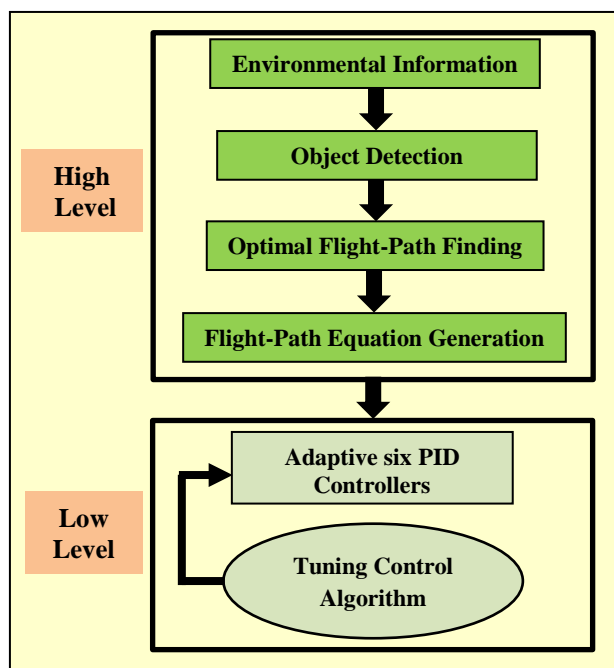 Environmental Information
Object Detection
High
Level
Optimal Flight-Path Finding
Flight-Path Equation Generation
Adaptive six PID
Controllers
Low
Level
Tuning Control
Algorithm